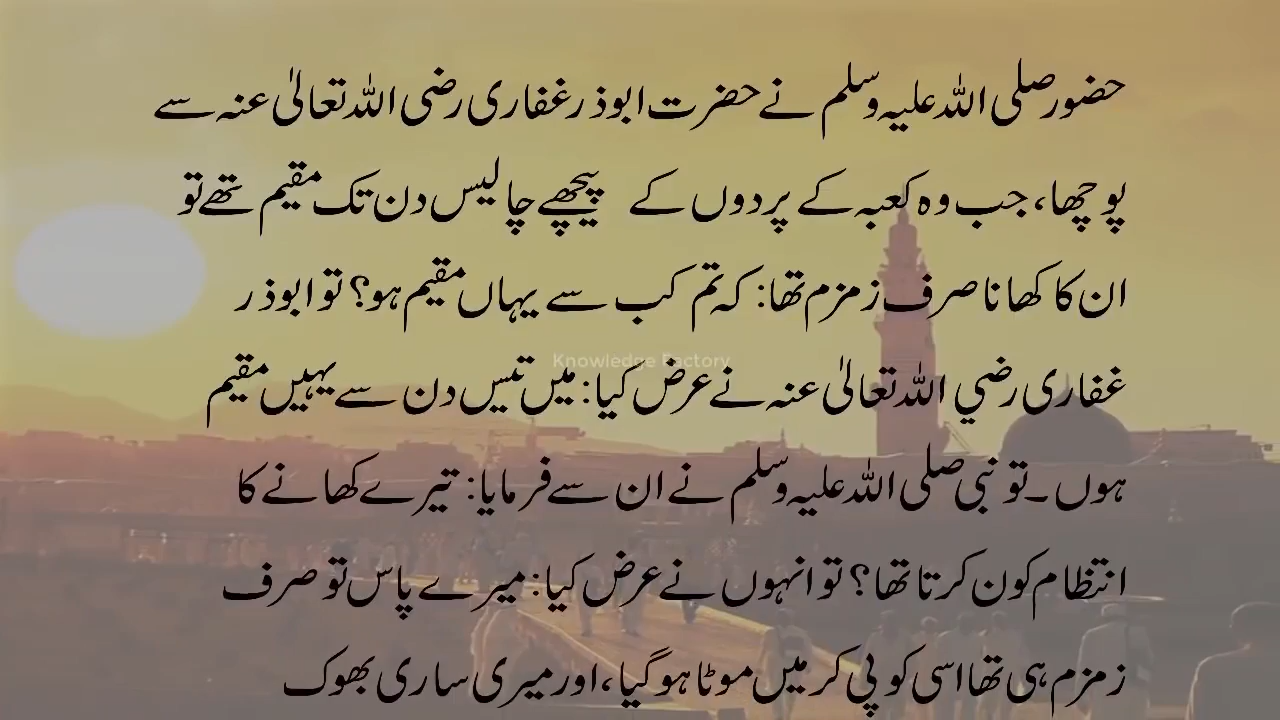 حضور صلی اللہ علیہ وسلم نے حضرت ابوذر غفاری رضی اللہ تعالیٰ عنہ سے
پوچھا، جب وہ کعبہ کے پردوں کے پیچھے چالیس دن تک مقیم تھے تو
ان کا کھانا صرف زمزم تھا: کہ تم کب سے یہاں مقیم ہو؟ تو ابوذر
Knowledge Factory
غفاری رضي اللہ تعالیٰ عنہ نے عرض کیا: میں تیس دن سے یہیں مقیم
ہوں۔ تو نبی صلی اللہ علیہ وسلم نے ان سے فرمایا: تیرے کھانے کا
انتظام کون کرتا تھا؟ تو انہوں نے عرض کیا: میرے پاس تو صرف
زمزم ہی تھا اسی کو پی کر میں موٹا ہو گیا، اور میری ساری بھوک